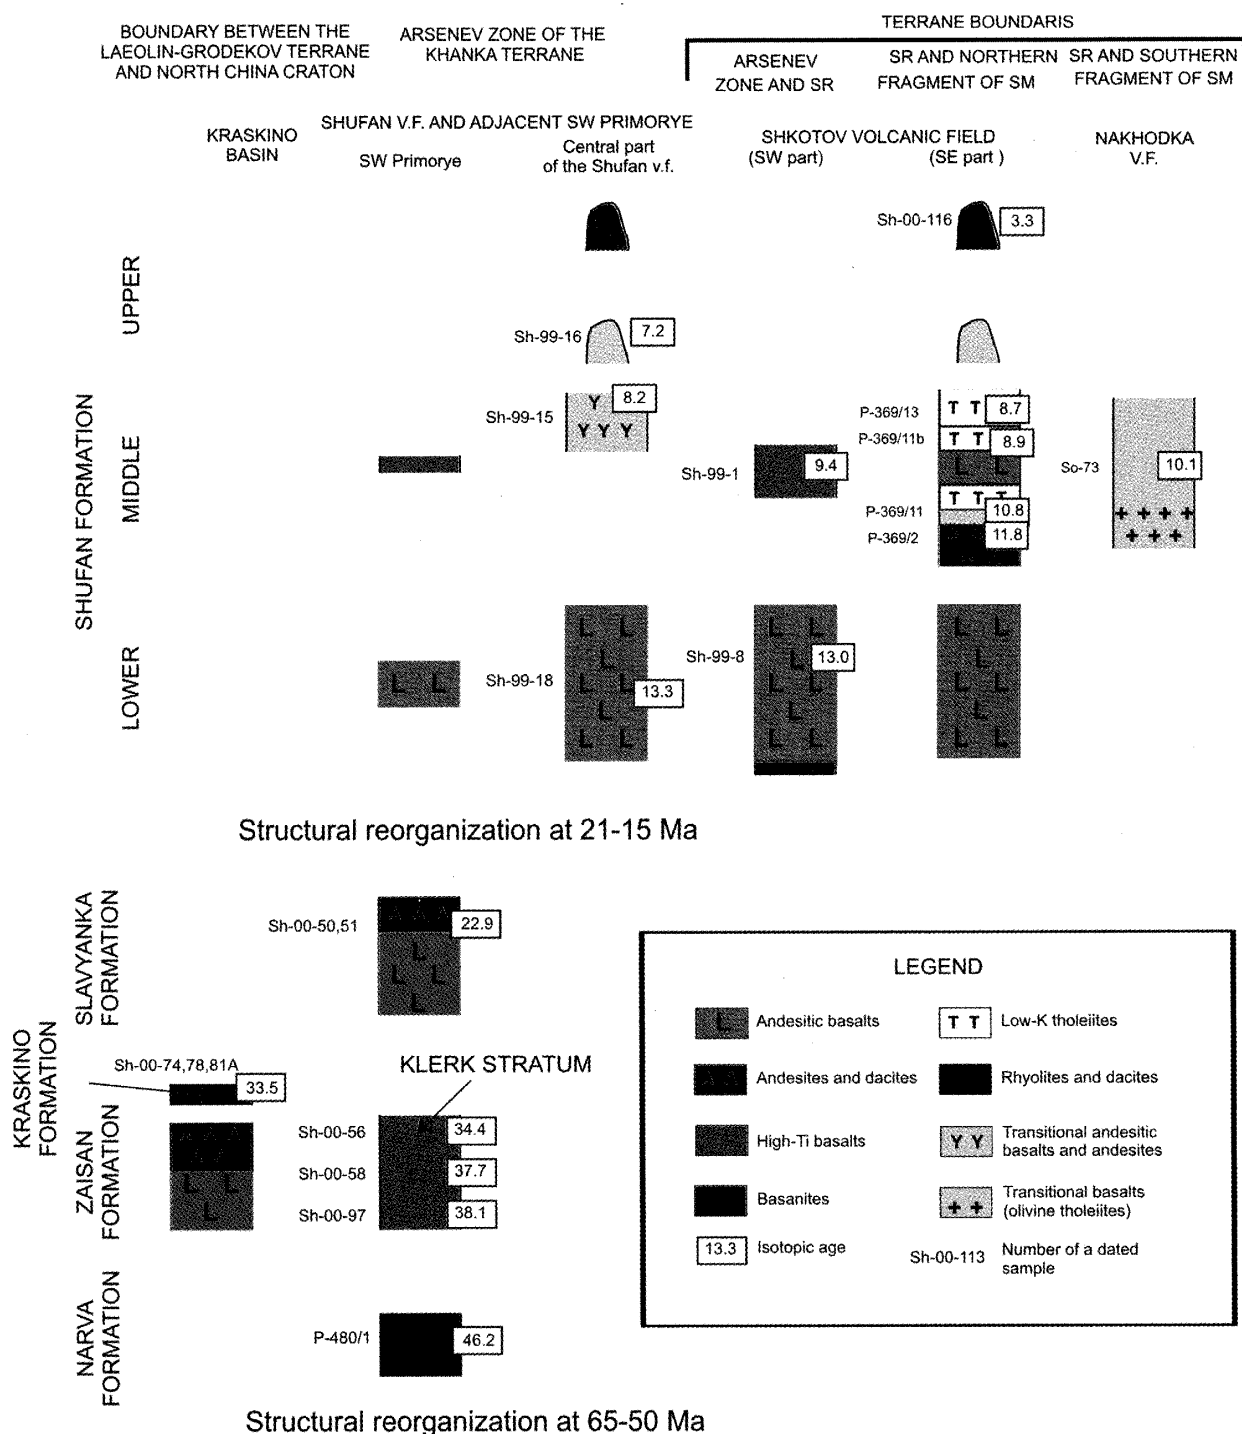 BOUNDARY BETWEEN THE
LAEOLIN-GRODEKOV TERRANE
AND NORTH CHINA CRATON
ARSENEV ZONE OF THE
KHANKA TERRANE
TERRANE BOUNDARIS
ARSENEV
ZONE AND SR
SR AND NORTHERN
FRAGMENT OF SM
SR AND SOUTHERN
FRAGMENT OF SM
KRASKINO
BASIN
SHUFAN V.F. AND ADJACENT SW PRIMORYE
SW Primorye
Central part
of the Shufan v.f.
SHKOTOV VOLCANIC FIELD
(SW part)
(SE part )
NAKHODKA
V.F.
SHUFAN FORMATION
UPPER
Sh-00-116
3.3
Sh-99-16
7.2
MIDDLE
Sh-99-15
Y
8.2
Y Y Y
Sh-99-1
9.4
P-369/13
T T
8.7
P-369/11b
T T
8.9
L L
T T T
P-369/11
10.8
P-369/2
11.8
So-73
10.1
+ + + +
+ + +
LOWER
L L
Sh-99-18
L L
L
L L
13.3
L
L L
Sh-99-8
L L
L
13.0
L L
L
L L
L L
L
L L
L
L L
Structural reorganization at 21-15 Ma
SLAVYANKA
FORMATION
Sh-00-50,51
22.9
L
L L
L
KRASKINO
FORMATION
Sh-00-74,78,81A
33.5
KLERK STRATUM
ZAISAN
FORMATION
L L
L
Sh-00-56
34.4
Sh-00-58
37.7
Sh-00-97
38.1
NARVA
FORMATION
P-480/1
46.2
Structural reorganization at 65-50 Ma
LEGEND
L
Andesitic basalts
T T
Low-K tholeiites
Andesites and dacites
Rhyolites and dacites
High-Ti basalts
Y Y
Transitional andesitic
basalts and andesites
Basanites
+ +
Transitional basalts
(olivine tholeiites)
13.3
Isotopic age
Sh-00-113
Number of a dated
sample